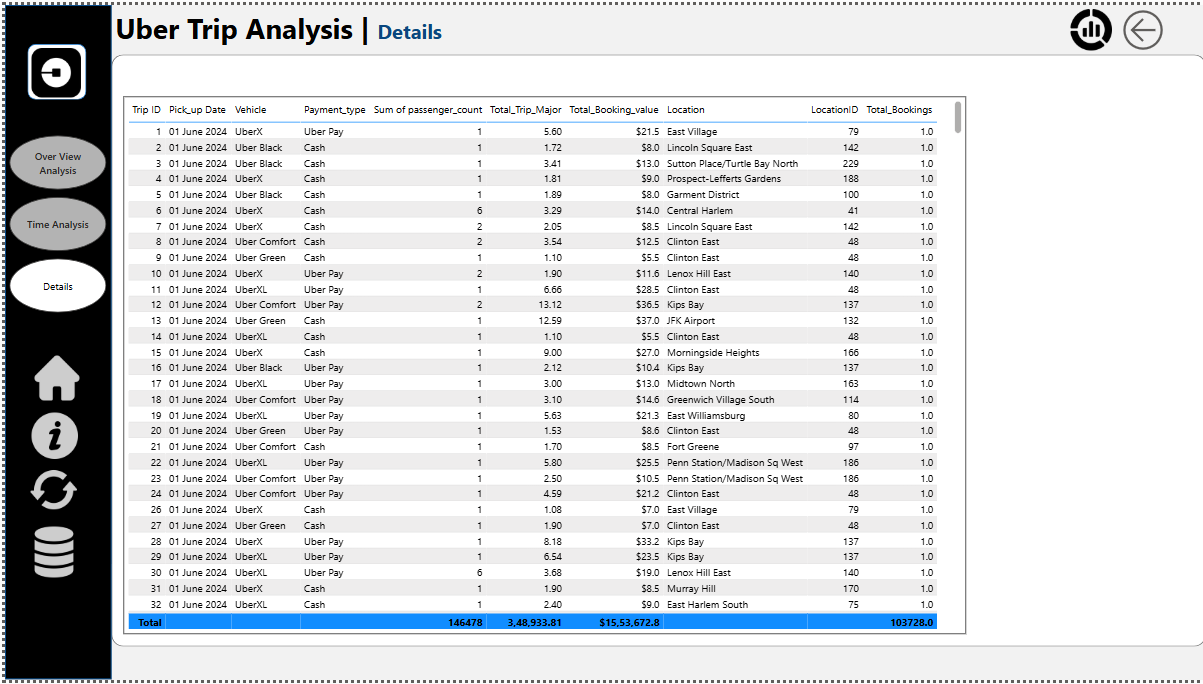 Uber Trip Analysis | Details
Over View
Analysis
Time Analysis
Details
Trip ID Pick_up Date Vehicle Payment_type Sum of passenger_count Total_Trip_Major Total_Booking_value Location LocationID Total_Bookings
1 01 June 2024 UberX Uber Pay 1 5.60 $21.5 East Village 79 1.0
2 01 June 2024 Uber Black Cash 1 1.72 $8.0 Lincoln Square East 142 1.0
3 01 June 2024 Uber Black Cash 1 3.41 $13.0 Sutton Place/Turtle Bay North 229 1.0
4 01 June 2024 UberX Cash 1 1.81 $9.0 Prospect-Lefferts Gardens 188 1.0
5 01 June 2024 Uber Black Cash 1 1.89 $8.0 Garment District 100 1.0
6 01 June 2024 UberX Cash 6 3.29 $14.0 Central Harlem 41 1.0
7 01 June 2024 UberX Cash 2 2.05 $8.5 Lincoln Square East 142 1.0
8 01 June 2024 Uber Comfort Cash 2 3.54 $12.5 Clinton East 48 1.0
9 01 June 2024 Uber Green Cash 1 1.10 $5.5 Clinton East 48 1.0
10 01 June 2024 UberX Uber Pay 2 1.90 $11.6 Lenox Hill East 140 1.0
11 01 June 2024 UberXL Uber Pay 1 6.66 $28.5 Clinton East 48 1.0
12 01 June 2024 Uber Comfort Uber Pay 2 13.12 $36.5 Kips Bay 137 1.0
13 01 June 2024 Uber Green Cash 1 12.59 $37.0 JFK Airport 132 1.0
14 01 June 2024 UberXL Cash 1 1.10 $5.5 Clinton East 48 1.0
15 01 June 2024 UberX Cash 1 9.00 $27.0 Morningside Heights 166 1.0
16 01 June 2024 Uber Black Uber Pay 1 2.12 $10.4 Kips Bay 137 1.0
17 01 June 2024 UberXL Uber Pay 1 3.00 $13.0 Midtown North 163 1.0
18 01 June 2024 Uber Comfort Uber Pay 1 3.10 $14.6 Greenwich Village South 114 1.0
19 01 June 2024 UberXL Uber Pay 1 5.63 $21.3 East Williamsburg 80 1.0
20 01 June 2024 Uber Green Uber Pay 1 1.53 $8.6 Clinton East 48 1.0
21 01 June 2024 Uber Comfort Cash 1 1.70 $8.5 Fort Greene 97 1.0
22 01 June 2024 UberXL Uber Pay 1 5.80 $25.5 Penn Station/Madison Sq West 186 1.0
23 01 June 2024 Uber Comfort Uber Pay 1 2.50 $10.5 Penn Station/Madison Sq West 186 1.0
24 01 June 2024 Uber Comfort Uber Pay 1 4.59 $21.2 Clinton East 48 1.0
26 01 June 2024 UberX Cash 1 1.08 $7.0 East Village 79 1.0
27 01 June 2024 Uber Green Cash 1 1.90 $7.0 Clinton East 48 1.0
28 01 June 2024 UberX Uber Pay 1 8.18 $33.2 Kips Bay 137 1.0
29 01 June 2024 UberXL Uber Pay 1 6.54 $23.5 Kips Bay 137 1.0
30 01 June 2024 UberXL Uber Pay 6 3.68 $19.0 Lenox Hill East 140 1.0
31 01 June 2024 UberX Cash 1 1.90 $8.5 Murray Hill 170 1.0
32 01 June 2024 UberXL Cash 1 2.40 $9.0 East Harlem South 75 1.0
Total 146478 3,48,933.81 $15,53,672.8 103728.0